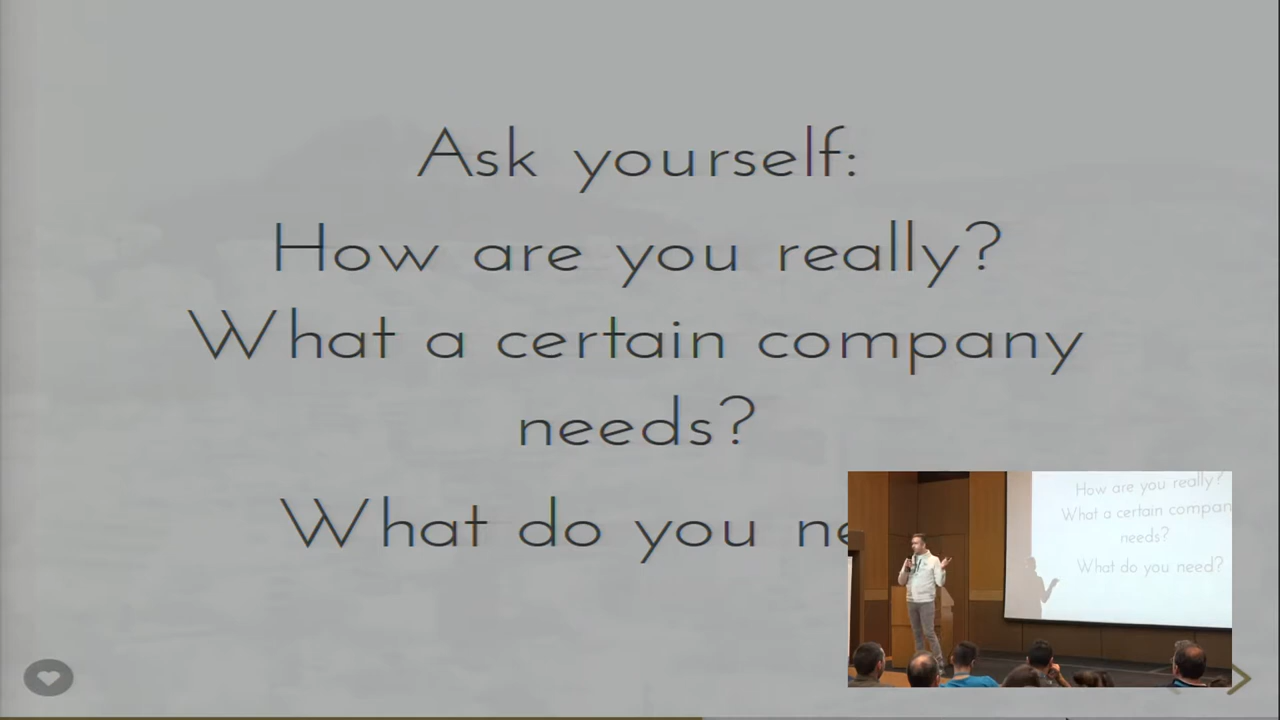 Ask yourself:
How are you really?
What a certain company
needs?
What do you ne
How are you really?
What a certain compan
needs?
What do you need?